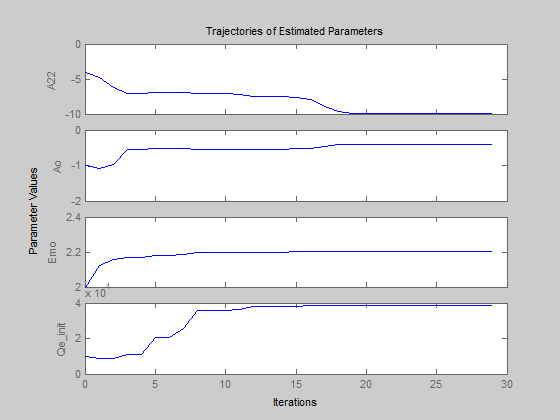 Trajectories of Estimated Parameters
0
-5
-10
A22
0
-1
-2
Ao
2.4
2.2
2
Emo
x 10^4
4
2
0
Qe_init
Parameter Values
0 5 10 15 20 25 30
Iterations